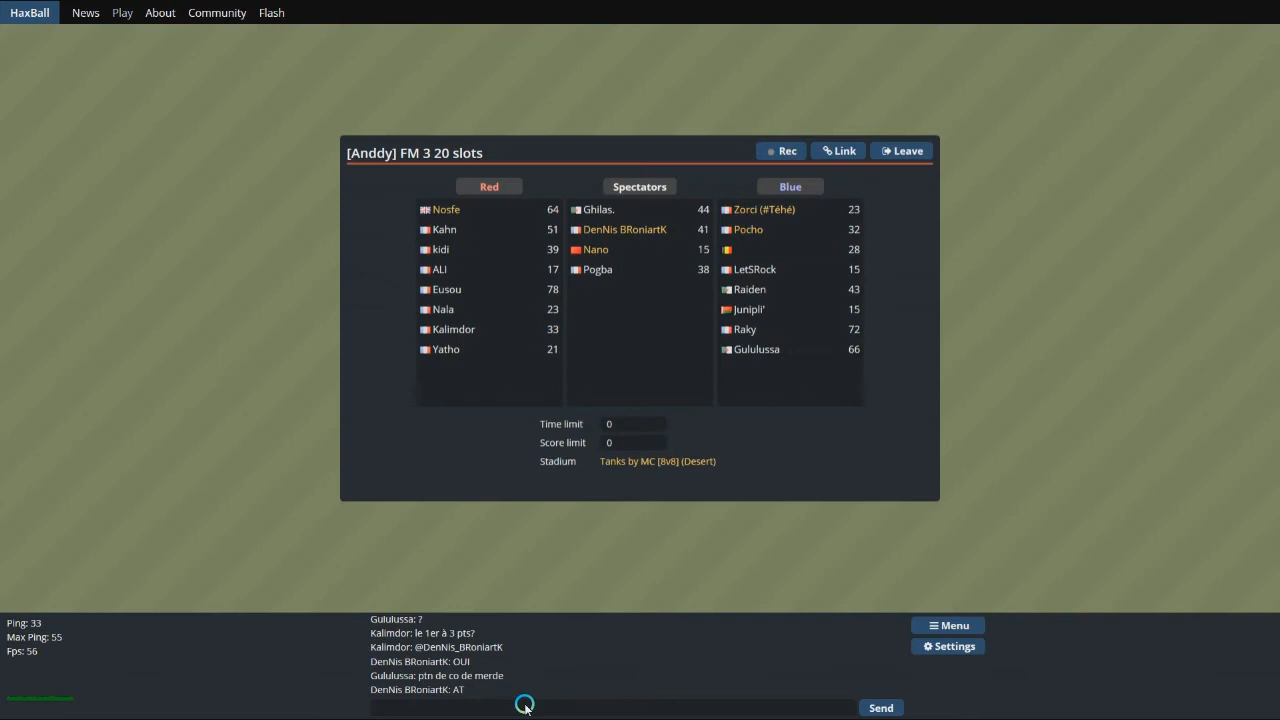 HaxBall News Play About Community Flash
[Anddy] FM 3 20 slots Rec Link Leave
Red Spectators Blue
Nosfe 64 Ghilas. 44 Zorci (#Téhé) 23
Kahn 51 DenNis BRoniartK 41 Pocho 32
kidi 39 Nano 15 28
ALI 17 Pogba 38 LetSRock 15
Eusou 78 Raiden 43
Nala 23 Junipli' 15
Kalimdor 33 Raky 72
Yatho 21 Gululussa 66
Time limit 0
Score limit 0
Stadium Tanks by MC [8v8] (Desert)
Ping: 33
Max Ping: 55
Fps: 56
Gululussa: ?
Kalimdor: le 1er à 3 pts?
Kalimdor: @DenNis_BRoniartK
DenNis BRoniartK: OUI
Gululussa: ptn de co de merde
DenNis BRoniartK: AT
Menu
Settings
Send